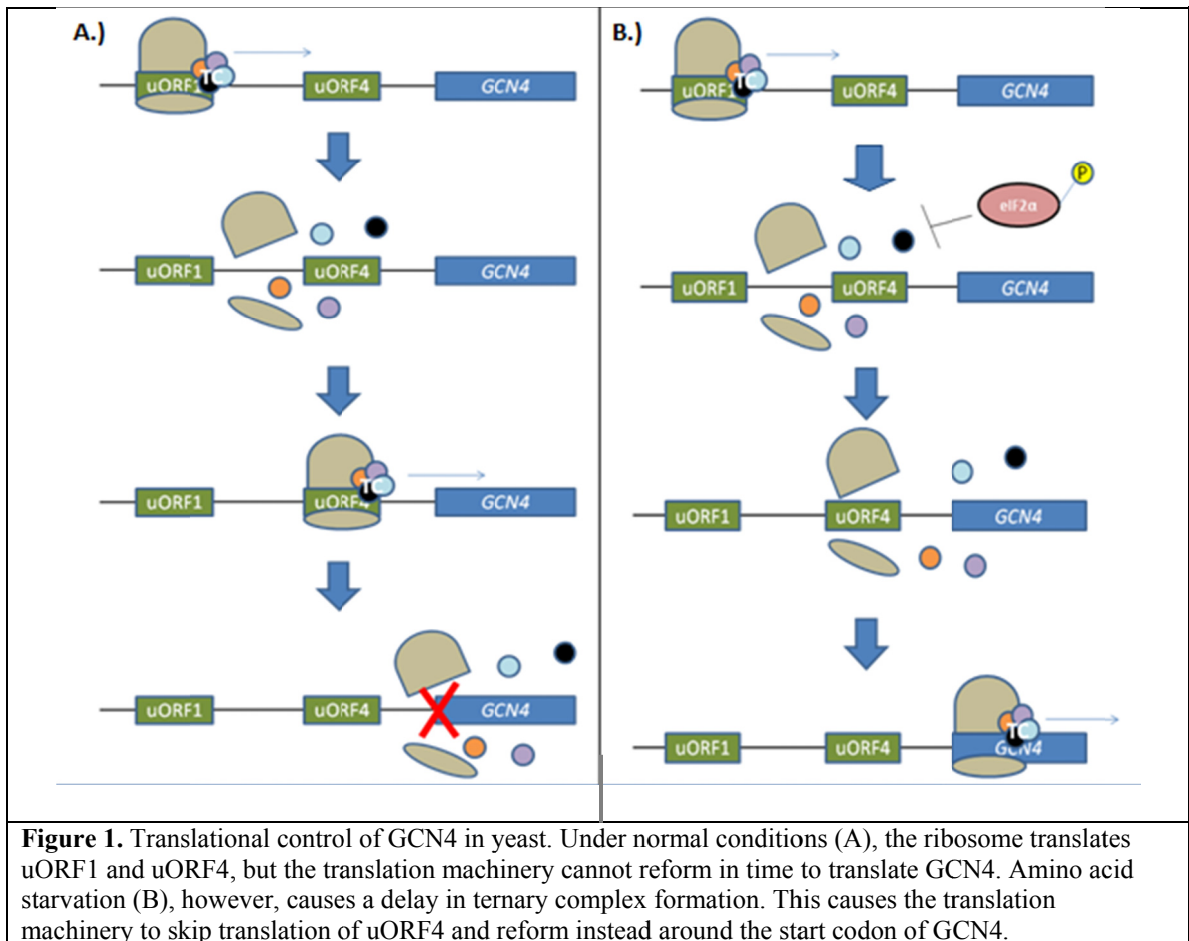 A.)
uORF1 TC uORF4 GCN4
uORF1 uORF4 GCN4
uORF1 uORF4 TC GCN4
uORF1 uORF4 GCN4
B.)
uORF1 TC uORF4 GCN4
P
eIF2α
uORF1 uORF4 GCN4
uORF1 uORF4 GCN4
uORF1 uORF4 TC GCN4
Figure 1. Translational control of GCN4 in yeast. Under normal conditions (A), the ribosome translates
uORF1 and uORF4, but the translation machinery cannot reform in time to translate GCN4. Amino acid
starvation (B), however, causes a delay in ternary complex formation. This causes the translation
machinery to skip translation of uORF4 and reform instead around the start codon of GCN4.